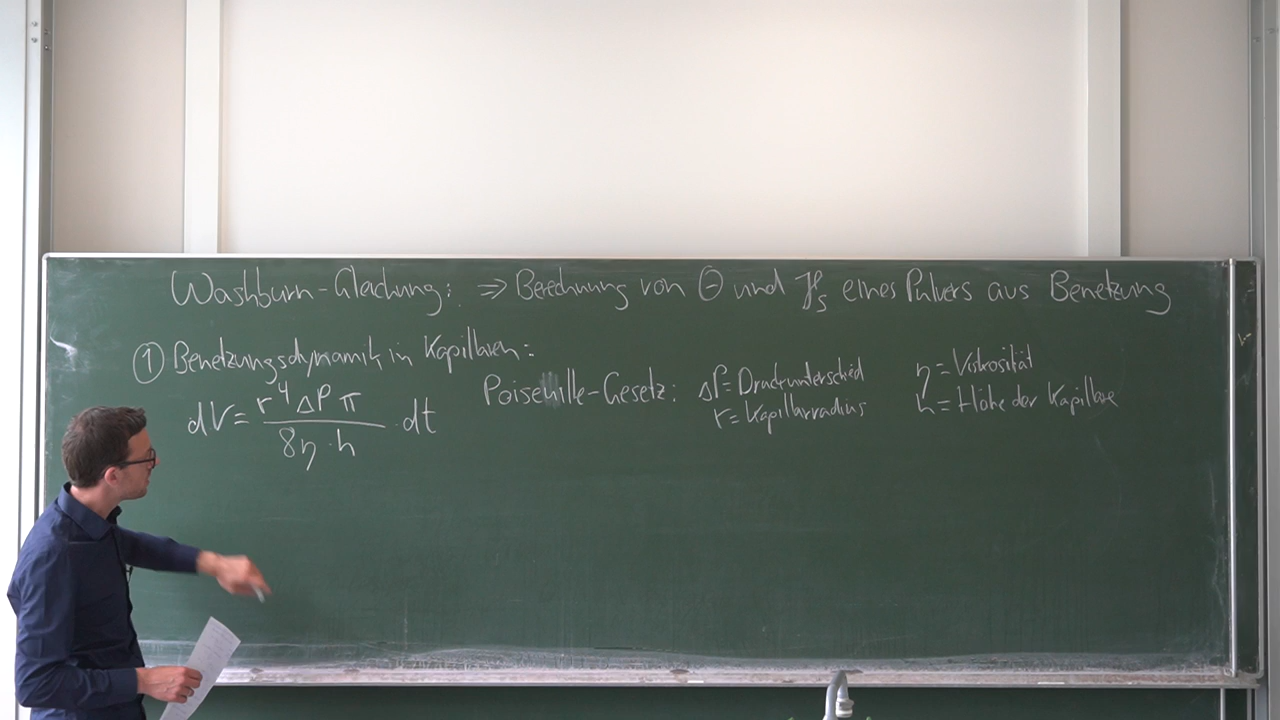 Washburn-Gleichung: ⇒ Berechnung von Θ und γs eines Pulvers aus Benetzung
① Benetzungsdynamik in Kapillaren:
dV = r⁴ ΔP π / 8η · h · dt
Poiseuille-Gesetz: ΔP = Druckunterschied
r = Kapillarradius
η = Viskosität
h = Höhe der Kapillare